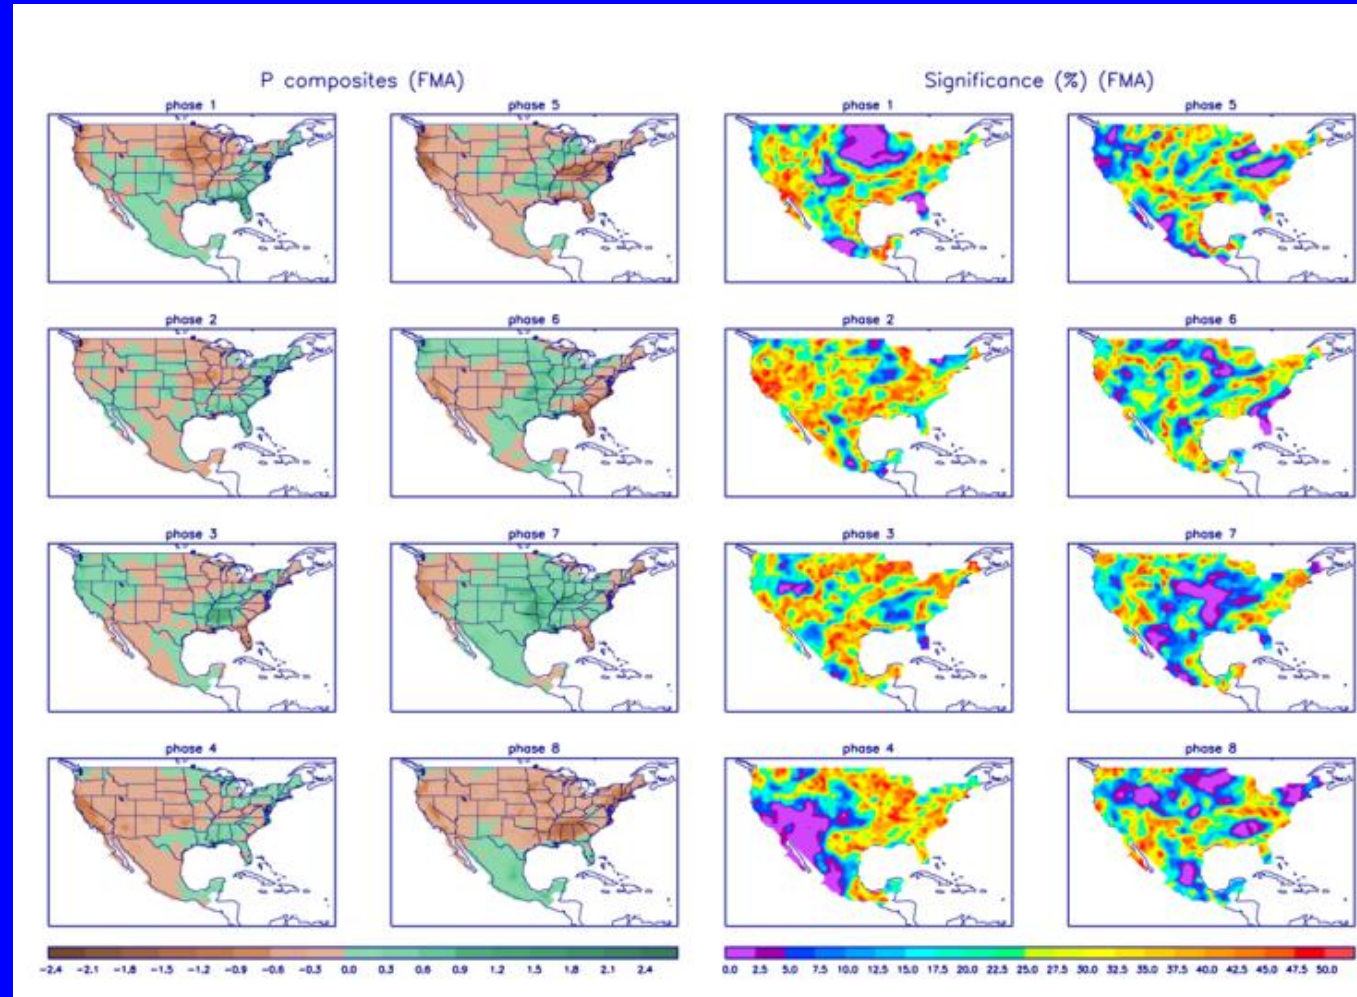 P composites (FMA)
Significance (%) (FMA)
phase 1
phase 5
phase 1
phase 5
phase 2
phase 6
phase 2
phase 6
phase 3
phase 7
phase 3
phase 7
phase 4
phase 8
phase 4
phase 8
-2.4 -2.1 -1.8 -1.5 -1.2 -0.9 -0.6 -0.3 0.0 0.3 0.6 0.9 1.2 1.5 1.8 2.1 2.4
0.0 2.5 5.0 7.5 10.0 12.5 15.0 17.5 20.0 22.5 25.0 27.5 30.0 32.5 35.0 37.5 40.0 42.5 45.0 47.5 50.0